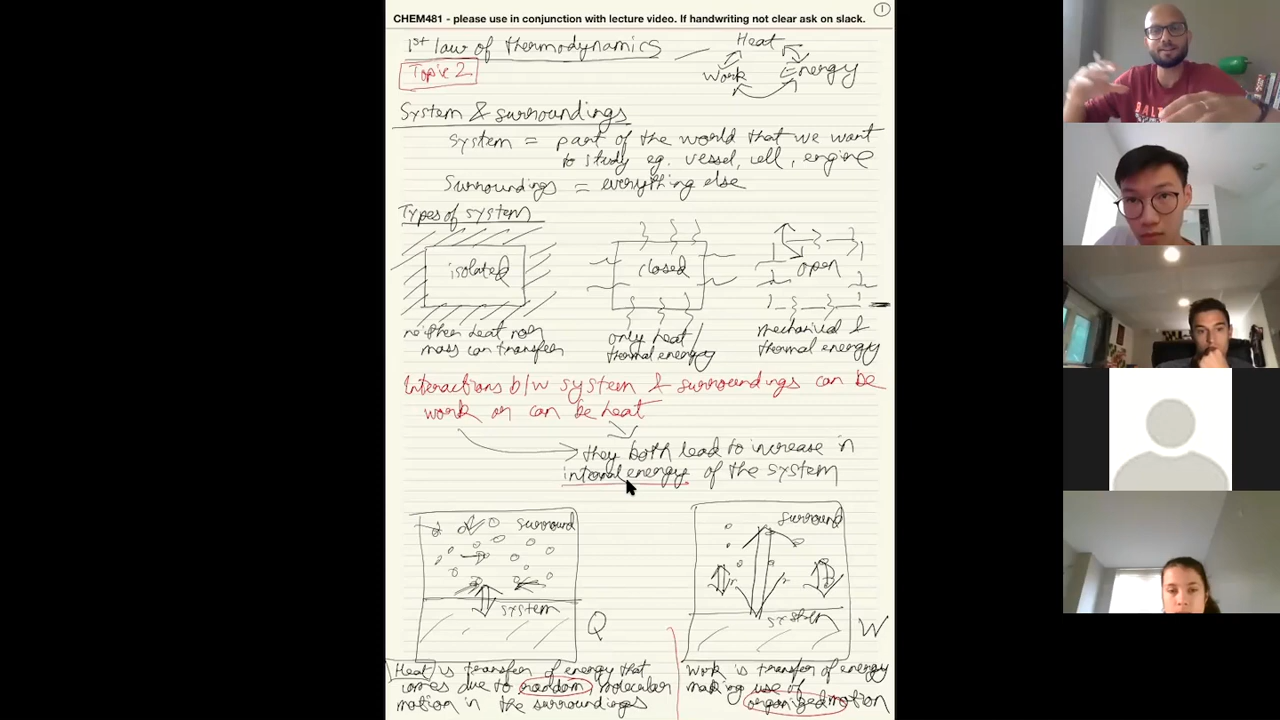 1
CHEM481 - please use in conjunction with lecture video. If handwriting not clear ask on slack.
1st law of thermodynamics
Heat
Work
Energy
Topic 2
System & surroundings
System = part of the world that we want
to study eg. vessel, cell, engine
Surroundings = everything else
Types of system
isolated
closed
open
neither heat nor
mass can transfer
only heat /
thermal energy
mechanical &
thermal energy
Interactions b/w system & surroundings can be
work or can be heat
they both lead to increase in
internal energy of the system
surround
system
Q
surround
system
W
Heat is transfer of energy that
comes due to random molecular
motion in the surroundings
Work is transfer of energy
making use of
organized motion
BALT